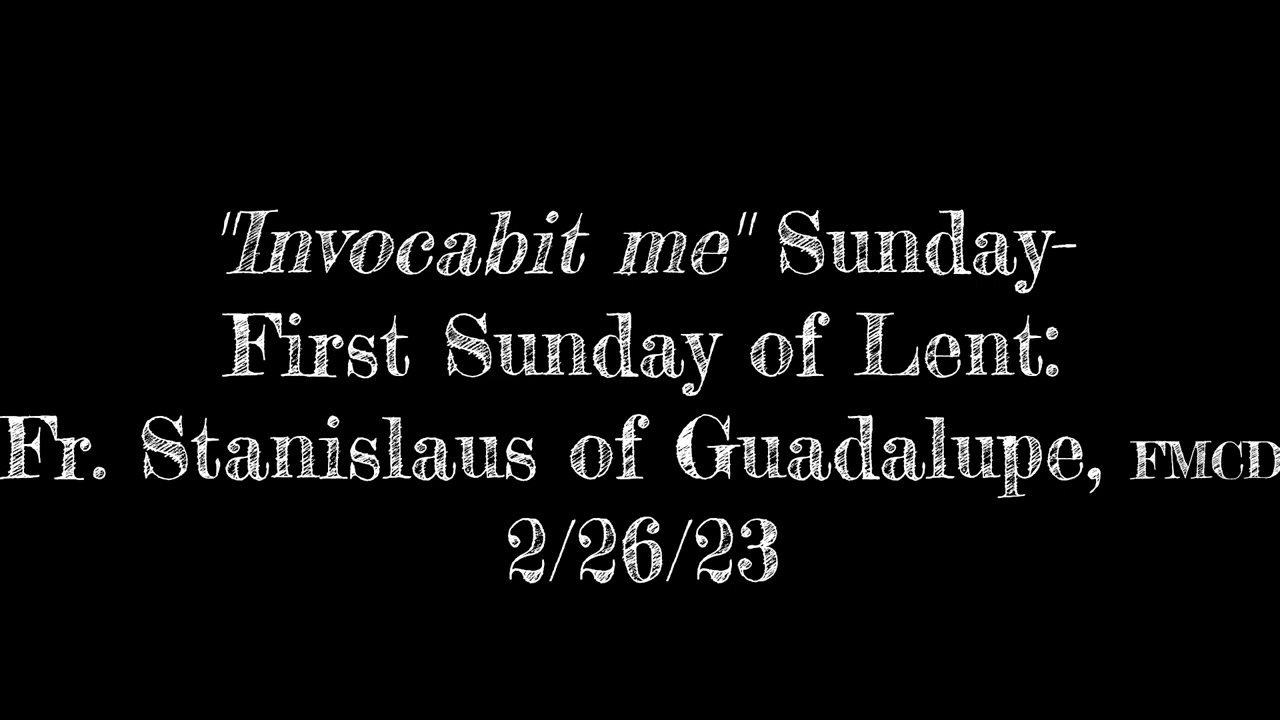 "Invocabit me" Sunday-
First Sunday of Lent:
Fr. Stanislaus of Guadalupe, FMCD
2/26/23